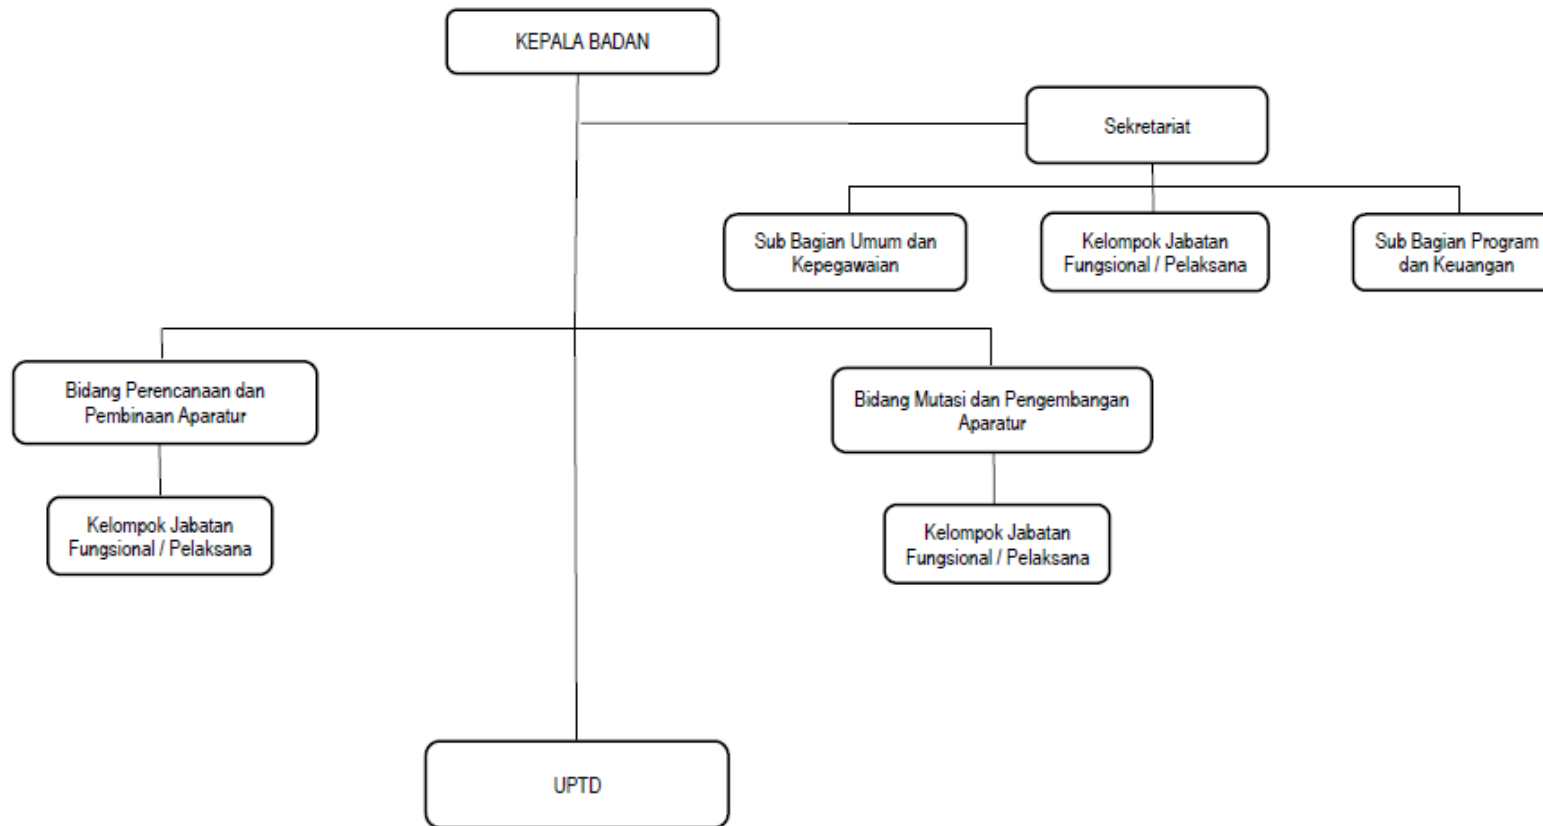 KEPALA BADAN
Sekretariat
Sub Bagian Umum dan
Kepegawaian
Kelompok Jabatan
Fungsional / Pelaksana
Sub Bagian Program
dan Keuangan
Bidang Perencanaan dan
Pembinaan Aparatur
Bidang Mutasi dan Pengembangan
Aparatur
Kelompok Jabatan
Fungsional / Pelaksana
Kelompok Jabatan
Fungsional / Pelaksana
UPTD